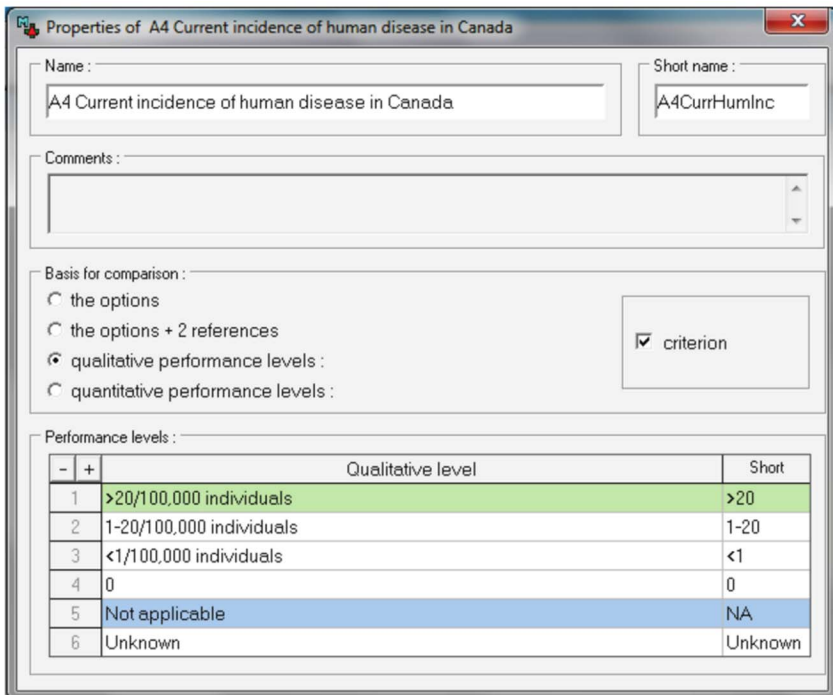 Properties of A4 Current incidence of human disease in Canada
Name :
Short name :
A4 Current incidence of human disease in Canada
A4CurrHumInc
Comments :
Basis for comparison :
the options
the options + 2 references
qualitative performance levels :
quantitative performance levels :
criterion
Performance levels :
- + Qualitative level Short
1 >20/100,000 individuals >20
2 1-20/100,000 individuals 1-20
3 <1/100,000 individuals <1
4 0 0
5 Not applicable NA
6 Unknown Unknown